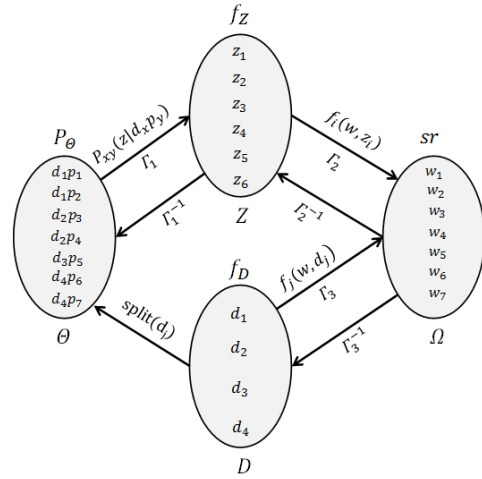 f_Z
z_1
z_2
z_3
z_4
z_5
z_6
Z
P_Θ
d_1p_1
d_1p_2
d_2p_3
d_2p_4
d_3p_5
d_4p_6
d_4p_7
Θ
P_xy(z|d_xp_y)
Γ_1
Γ_1^-1
f_i(w,z_i)
Γ_2
Γ_2^-1
sr
w_1
w_2
w_3
w_4
w_5
w_6
w_7
Ω
f_D
d_1
d_2
d_3
d_4
D
f_j(w,d_j)
Γ_3
Γ_3^-1
split(d_j)